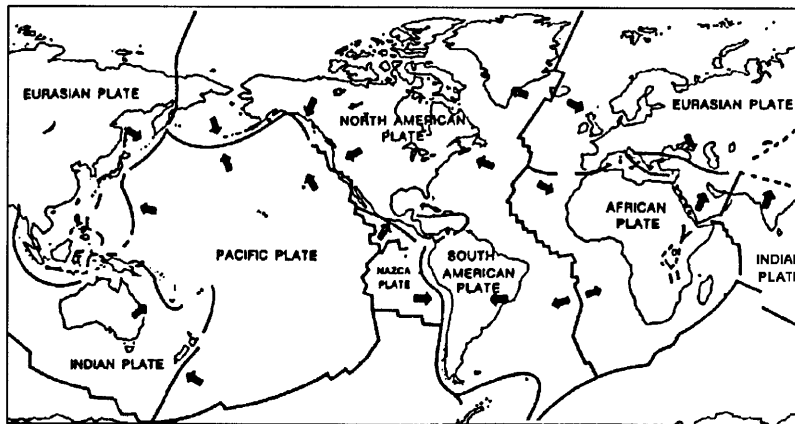 EURASIAN PLATE
NORTH AMERICAN
PLATE
EURASIAN PLATE
AFRICAN
PLATE
PACIFIC PLATE
NAZCA
PLATE
SOUTH
AMERICAN
PLATE
INDIAN
PLATE
INDIAN PLATE